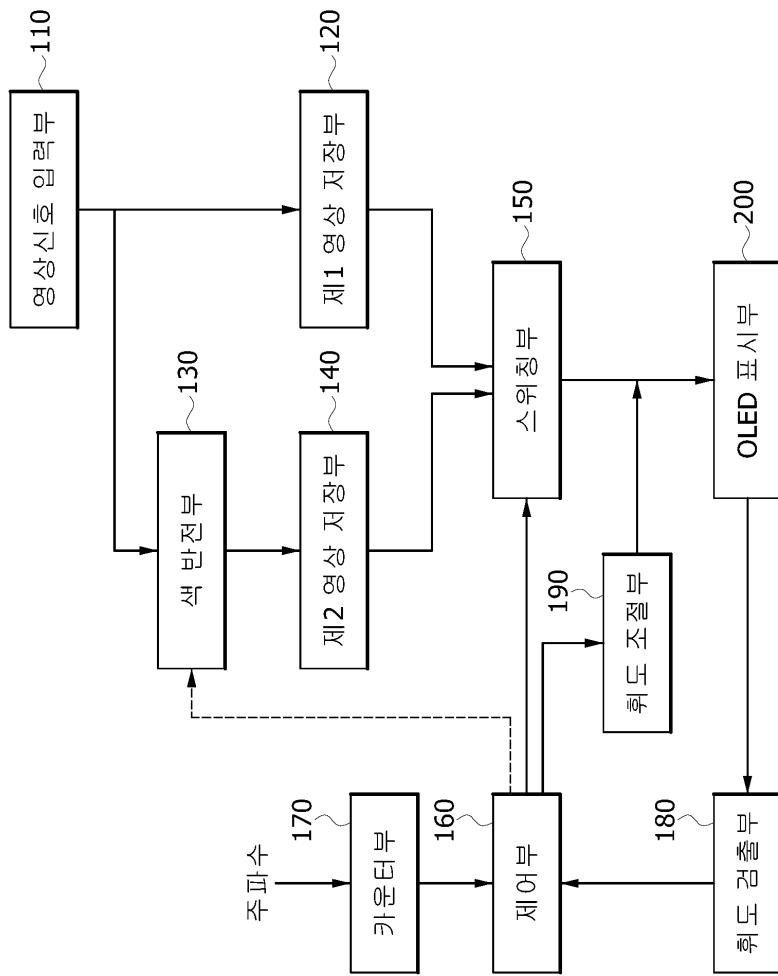 110
영상신호 입력부
120
제1 영상 저장부
130
색 반전부
140
제2 영상 저장부
150
스위칭부
200
OLED 표시부
190
휘도 조절부
주파수
170
카운터부
160
제어부
180
휘도 검출부